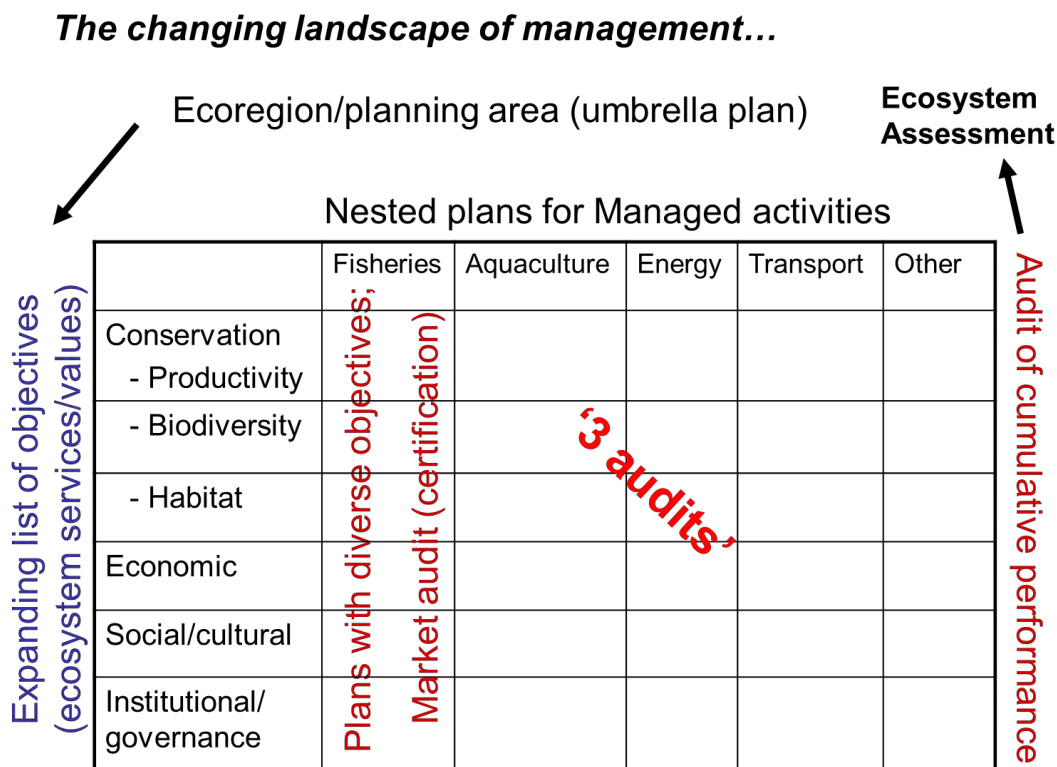 The changing landscape of management…
Ecoregion/planning area (umbrella plan)
Ecosystem
Assessment
Nested plans for Managed activities
Fisheries
Aquaculture
Energy
Transport
Other
Expanding list of objectives
(ecosystem services/values)
Conservation
- Productivity
- Biodiversity
- Habitat
Economic
Social/cultural
Institutional/
governance
Plans with diverse objectives;
Market audit (certification)
‘3 audits’
Audit of cumulative performance